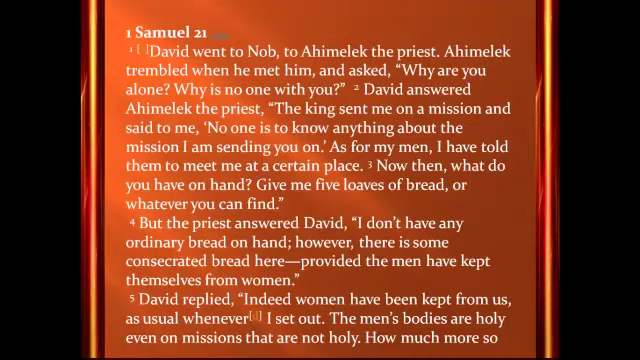 1 Samuel 21
1 [ ]David went to Nob, to Ahimelek the priest. Ahimelek
trembled when he met him, and asked, “Why are you
alone? Why is no one with you?” 2 David answered
Ahimelek the priest, “The king sent me on a mission and
said to me, ‘No one is to know anything about the
mission I am sending you on.’ As for my men, I have told
them to meet me at a certain place. 3 Now then, what do
you have on hand? Give me five loaves of bread, or
whatever you can find.”
4 But the priest answered David, “I don’t have any
ordinary bread on hand; however, there is some
consecrated bread here—provided the men have kept
themselves from women.”
5 David replied, “Indeed women have been kept from us,
as usual whenever[d] I set out. The men’s bodies are holy
even on missions that are not holy. How much more so